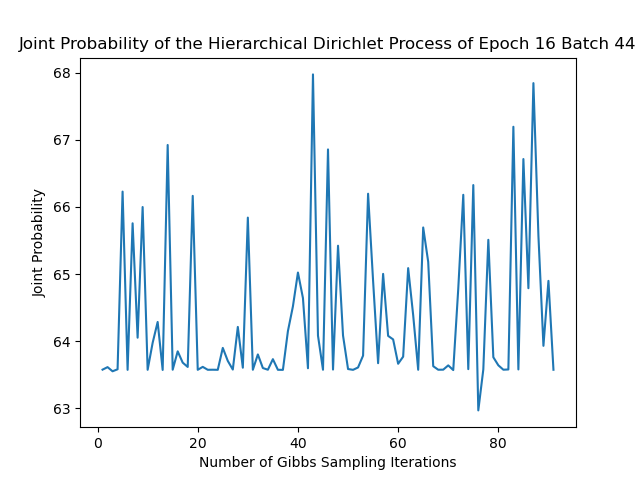 Joint Probability of the Hierarchical Dirichlet Process of Epoch 16 Batch 44
68
67
66
65
64
63
Joint Probability
0 20 40 60 80
Number of Gibbs Sampling Iterations